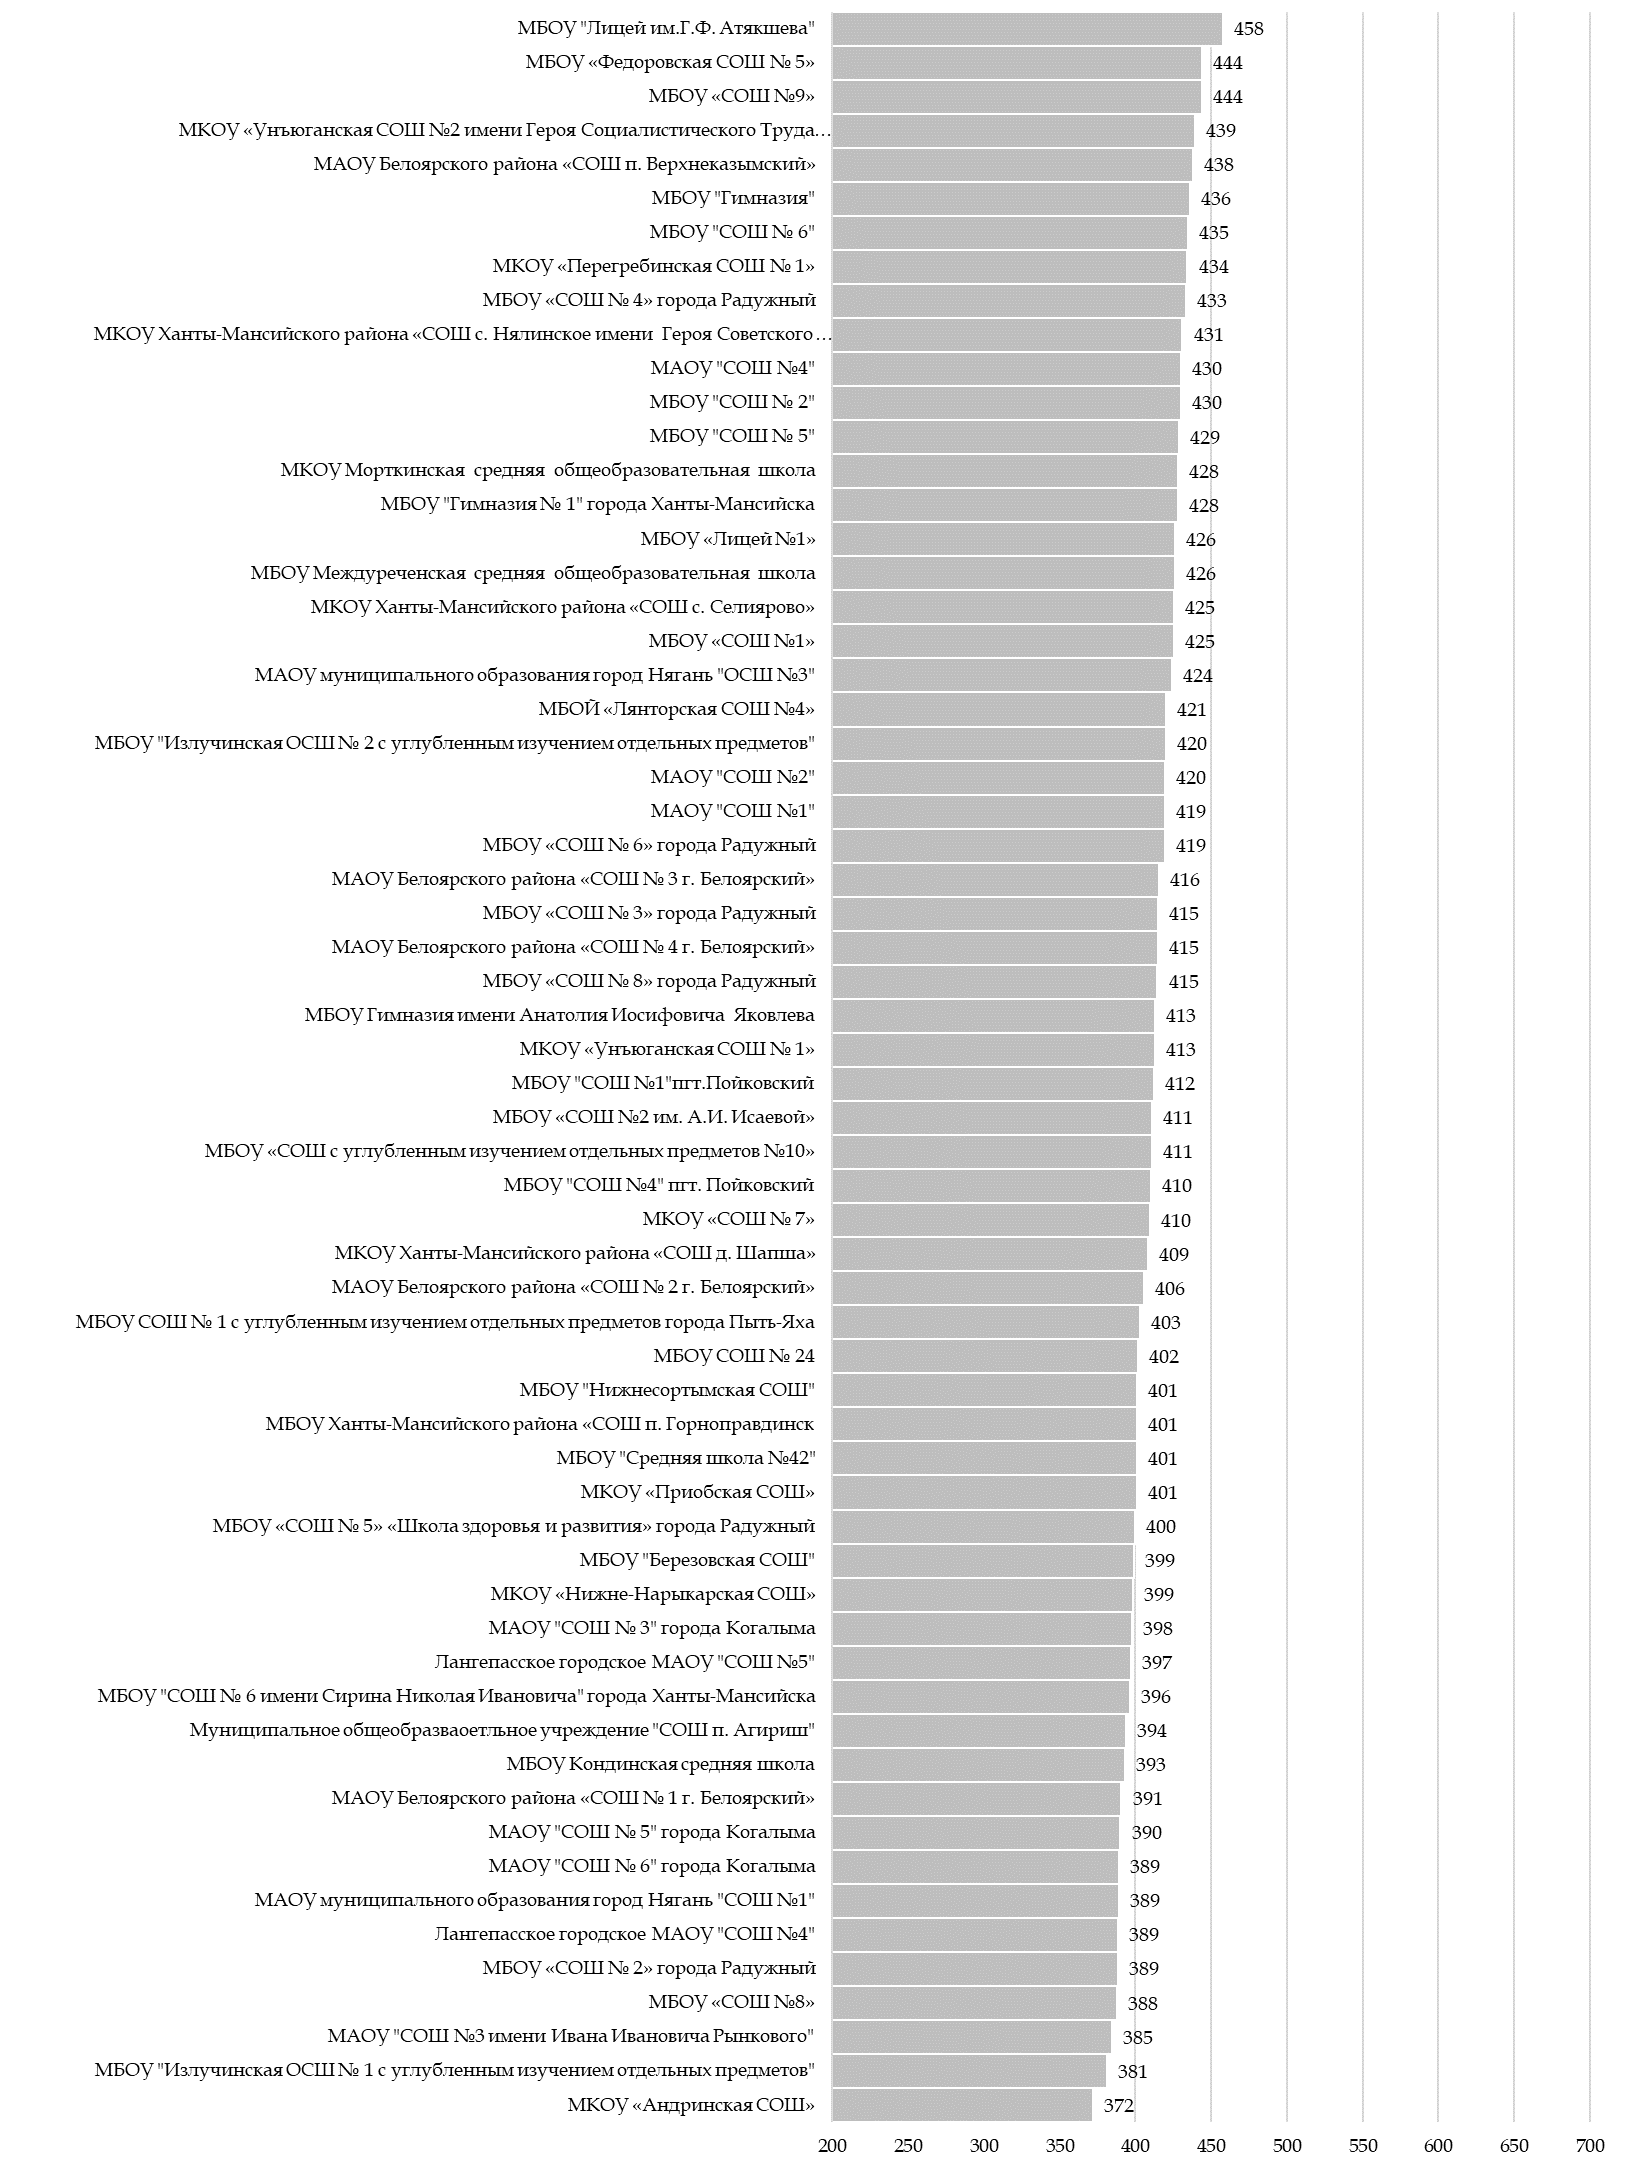 МБОУ "Лицей им.Г.Ф. Атякшева" 458
МБОУ «Федоровская СОШ № 5» 444
МБОУ «СОШ №9» 444
МКОУ «Унъюганская СОШ №2 имени Героя Социалистического Труда… 439
МАОУ Белоярского района «СОШ п. Верхнеказымский» 438
МБОУ "Гимназия" 436
МБОУ "СОШ № 6" 435
МКОУ «Перегребинская СОШ № 1» 434
МБОУ «СОШ № 4» города Радужный 433
МКОУ Ханты-Мансийского район «СОШ с. Нялинское имени Героя Советского… 431
МАОУ "СОШ №4" 430
МБОУ "СОШ № 2" 430
МБОУ "СОШ № 5" 429
МКОУ Морткинская средняя общеобразовательная школа 428
МБОУ "Гимназия № 1" города Ханты-Мансийска 428
МБОУ «Лицей №1» 426
МБОУ Междуреченская средняя общеобразовательная школа 426
МКОУ Ханты-Мансийского района «СОШ с. Селиярово» 425
МБОУ «СОШ №1» 425
МАОУ муниципального образования город Нягань "ОСШ №3" 424
МБОЙ «Лянторская СОШ №4» 421
МБОУ "Излучинская ОСШ № 2 с углубленным изучением отдельных предметов" 420
МАОУ "СОШ №2" 420
МАОУ "СОШ №1" 419
МБОУ «СОШ № 6» города Радужный 419
МАОУ Белоярского района «СОШ № 3 г. Белоярский» 416
МБОУ «СОШ № 3» города Радужный 415
МАОУ Белоярского района «СОШ № 4 г. Белоярский» 415
МБОУ «СОШ № 8» города Радужный 415
МБОУ Гимназия имени Анатолия Иосифовича Яковлева 413
МКОУ «Унъюганская СОШ № 1» 413
МБОУ "СОШ №1"пгт.Пойковский 412
МБОУ «СОШ №2 им. А.И. Исаевой» 411
МБОУ «СОШ с углубленным изучением отдельных предметов №10» 411
МБОУ "СОШ №4" пгт. Пойковский 410
МКОУ «СОШ № 7» 410
МКОУ Ханты-Мансийского района «СОШ д. Шапша» 409
МАОУ Белоярского района «СОШ № 2 г. Белоярский» 406
МБОУ СОШ № 1 с углубленным изучением отдельных предметов города Пыть-Яха 403
МБОУ СОШ № 24 402
МБОУ "Нижнесортымская СОШ" 401
МБОУ Ханты-Мансийского района «СОШ п. Горноправдинск 401
МБОУ "Средняя школа №42" 401
МКОУ «Приобская СОШ» 401
МБОУ «СОШ № 5» «Школа здоровья и развития» города Радужный 400
МБОУ "Березовская СОШ" 399
МКОУ «Нижне-Нарыкарская СОШ» 399
МАОУ "СОШ № 3" города Когалыма 398
Лангепасское городское МАОУ "СОШ №5" 397
МБОУ "СОШ № 6 имени Сирина Николая Ивановича" города Ханты-Мансийска 396
Муниципальное общеобразваоетльное учреждение "СОШ п. Агириш" 394
МБОУ Кондинская средняя школа 393
МАОУ Белоярского района «СОШ № 1 г. Белоярский» 391
МАОУ "СОШ № 5" города Когалыма 390
МАОУ "СОШ № 6" города Когалыма 389
МАОУ муниципального образования город Нягань "СОШ №1" 389
Лангепасское городское МАОУ "СОШ №4" 389
МБОУ «СОШ № 2» города Радужный 389
МБОУ «СОШ №8» 388
МАОУ "СОШ №3 имени Ивана Ивановича Рынкового" 385
МБОУ "Излучинская ОСШ № 1 с углубленным изучением отдельных предметов" 381
МКОУ «Андринская СОШ» 372
200 250 300 350 400 450 500 550 600 650 700